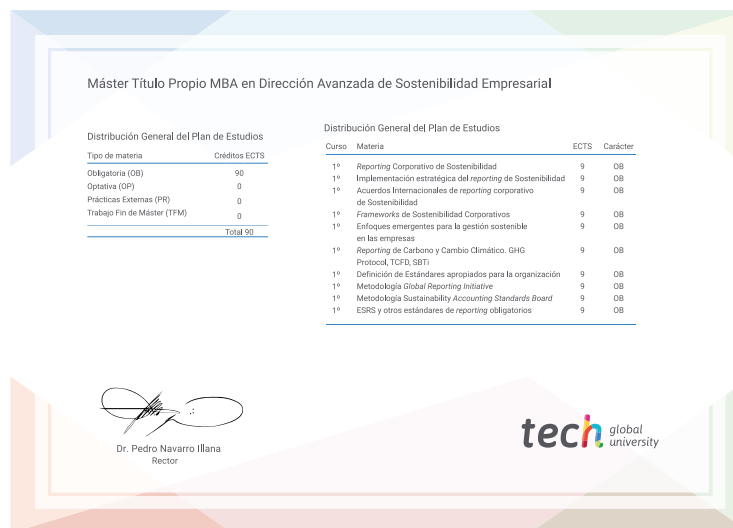 Máster Título Propio MBA en Dirección Avanzada de Sostenibilidad Empresarial
Distribución General del Plan de Estudios
Tipo de materia Créditos ECTS
Obligatoria (OB) 90
Optativa (OP) 0
Prácticas Externas (PR) 0
Trabajo Fin de Máster (TFM) 0
Total 90
Distribución General del Plan de Estudios
Curso Materia ECTS Carácter
1º Reporting Corporativo de Sostenibilidad 9 OB
1º Implementación estratégica del reporting de Sostenibilidad 9 OB
1º Acuerdos Internacionales de reporting corporativo 9 OB
de Sostenibilidad
1º Frameworks de Sostenibilidad Corporativos 9 OB
1º Enfoques emergentes para la gestión sostenible 9 OB
en las empresas
1º Reporting de Carbono y Cambio Climático. GHG 9 OB
Protocol, TCFD, SBTi
1º Definición de Estándares apropiados para la organización 9 OB
1º Metodología Global Reporting Initiative 9 OB
1º Metodología Sustainability Accounting Standards Board 9 OB
1º ESRS y otros estándares de reporting obligatorios 9 OB
Dr. Pedro Navarro Illana
Rector
tech global
university